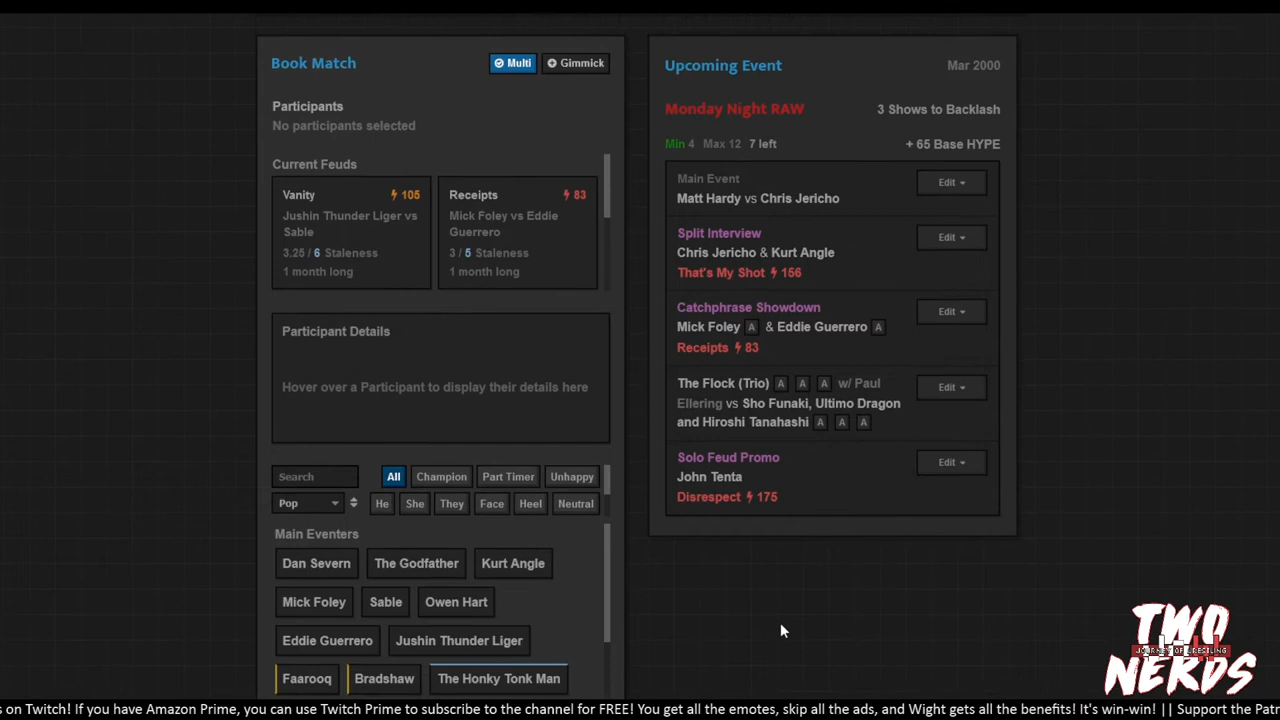 Book Match
Multi
Gimmick
Participants
No participants selected
Current Feuds
Vanity 105
Jushin Thunder Liger vs
Sable
3.25 / 6 Staleness
1 month long
Receipts 83
Mick Foley vs Eddie
Guerrero
3 / 5 Staleness
1 month long
Participant Details
Hover over a Participant to display their details here
Search
All
Champion
Part Timer
Unhappy
Pop
He
She
They
Face
Heel
Neutral
Main Eventers
Dan Severn
The Godfather
Kurt Angle
Mick Foley
Sable
Owen Hart
Eddie Guerrero
Jushin Thunder Liger
Faarooq
Bradshaw
The Honky Tonk Man
Upcoming Event
Mar 2000
Monday Night RAW
3 Shows to Backlash
Min 4 Max 12 7 left
+ 65 Base HYPE
Main Event
Matt Hardy vs Chris Jericho
Edit
Split Interview
Chris Jericho & Kurt Angle
That's My Shot 156
Edit
Catchphrase Showdown
Mick Foley A & Eddie Guerrero A
Receipts 83
Edit
The Flock (Trio) A A A w/ Paul
Ellering vs Sho Funaki, Ultimo Dragon
and Hiroshi Tanahashi A A A
Edit
Solo Feud Promo
John Tenta
Disrespect 175
Edit
TWO
JOURNEY OF WRESTLING
NERDS
s on Twitch! If you have Amazon Prime, you can use Twitch Prime to subscribe to the channel for FREE! You get all the emotes, skip all the ads, and Wight gets all the benefits! It's win-win! || Support the Patr